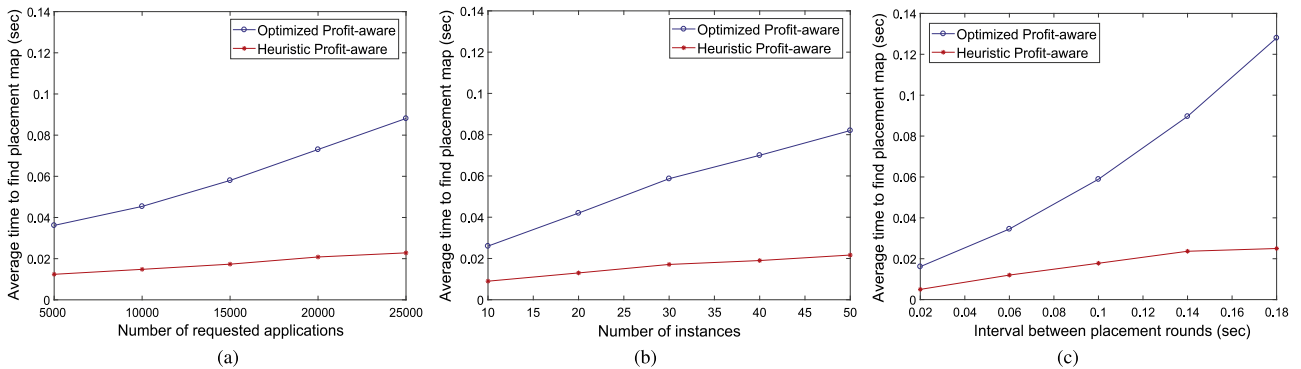 Average time to find placement map (sec)
0.14
0.12
0.1
0.08
0.06
0.04
0.02
0
Optimized Profit-aware
Heuristic Profit-aware
5000 10000 15000 20000 25000
Number of requested applications
(a)
Average time to find placement map (sec)
0.14
0.12
0.1
0.08
0.06
0.04
0.02
0
Optimized Profit-aware
Heuristic Profit-aware
10 15 20 25 30 35 40 45 50
Number of instances
(b)
Average time to find placement map (sec)
0.14
0.12
0.1
0.08
0.06
0.04
0.02
0
Optimized Profit-aware
Heuristic Profit-aware
0.02 0.04 0.06 0.08 0.1 0.12 0.14 0.16 0.18
Interval between placement rounds (sec)
(c)